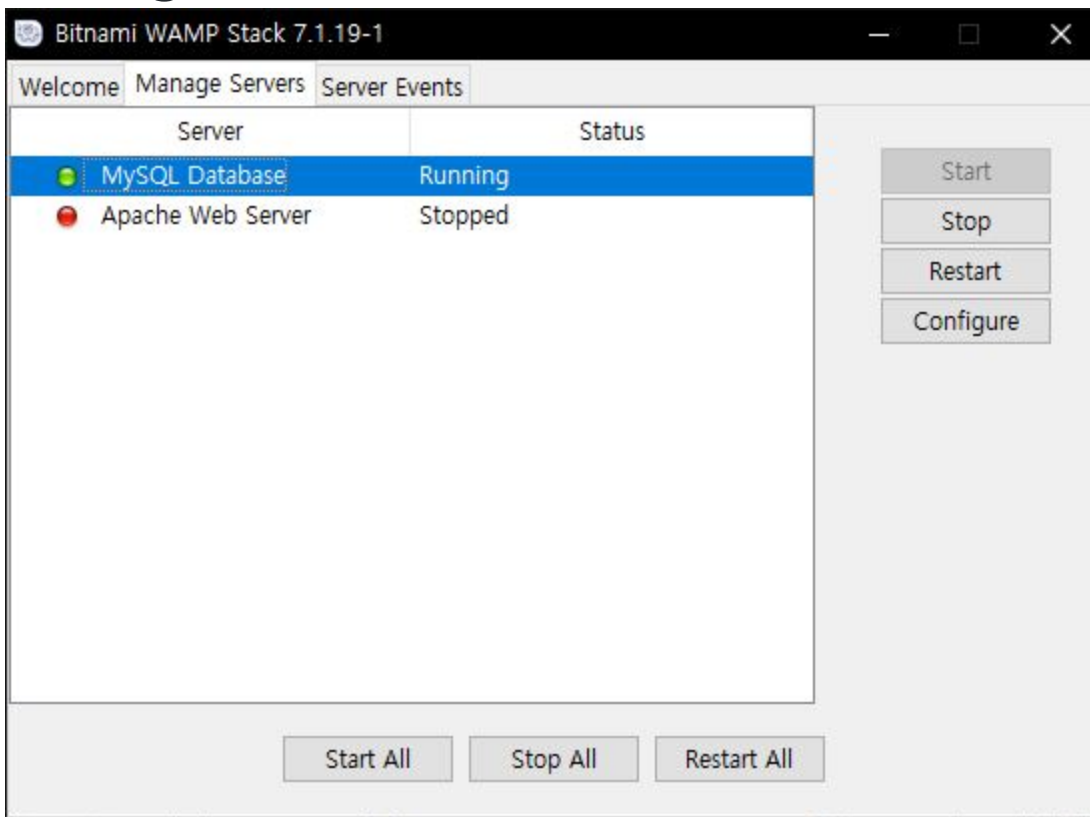 Bitnami WAMP Stack 7.1.19-1
Welcome Manage Servers Server Events
Server Status
MySQL Database Running
Apache Web Server Stopped
Start
Stop
Restart
Configure
Start All Stop All Restart All